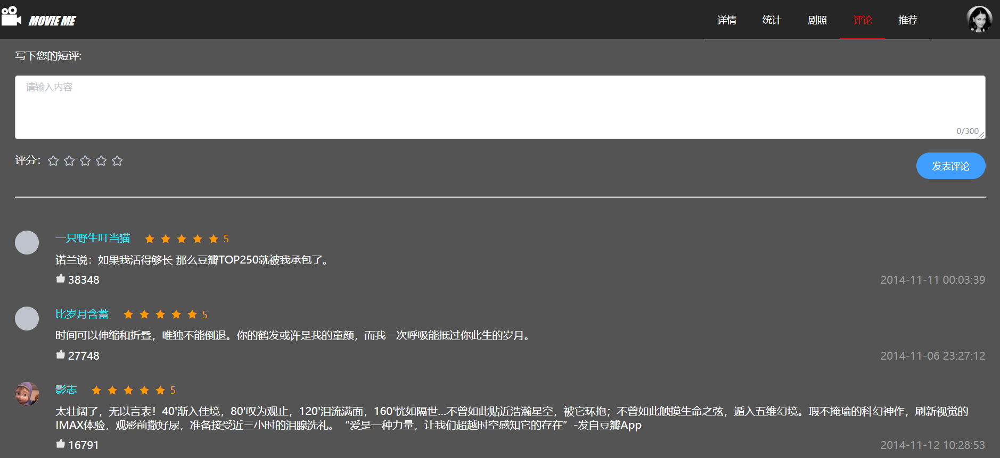 MOVIE ME
详情 统计 剧照 评论 推荐
写下您的短评:
请输入内容
0/300
评分：
发表评论
一只野生叮当猫 5
诺兰说：如果我活得够长 那么豆瓣TOP250就被我承包了。
38348 2014-11-11 00:03:39
比岁月含蓄 5
时间可以伸缩和折叠，唯独不能倒退。你的鹤发或许是我的童颜，而我一次呼吸能抵过你此生的岁月。
27748 2014-11-06 23:27:12
影志 5
太壮阔了，无以言表！40'渐入佳境，80'叹为观止，120'泪流满面，160'恍如隔世...不曾如此贴近浩瀚星空，被它环抱；不曾如此触摸生命之弦，遁入五维幻境。瑕不掩瑜的科幻神作，刷新视觉的
IMAX体验，观影前撒好尿，准备接受近三小时的泪腺洗礼。“爱是一种力量，让我们超越时空感知它的存在”-发自豆瓣App
16791 2014-11-12 10:28:53